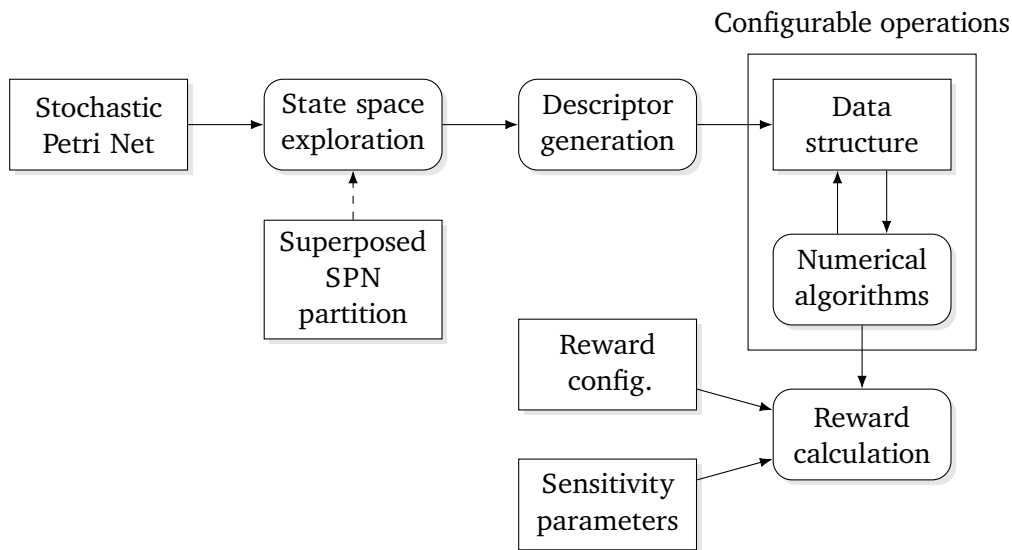 Configurable operations
Stochastic
Petri Net
State space
exploration
Descriptor
generation
Data
structure
Superposed
SPN
partition
Numerical
algorithms
Reward
config.
Reward
calculation
Sensitivity
parameters